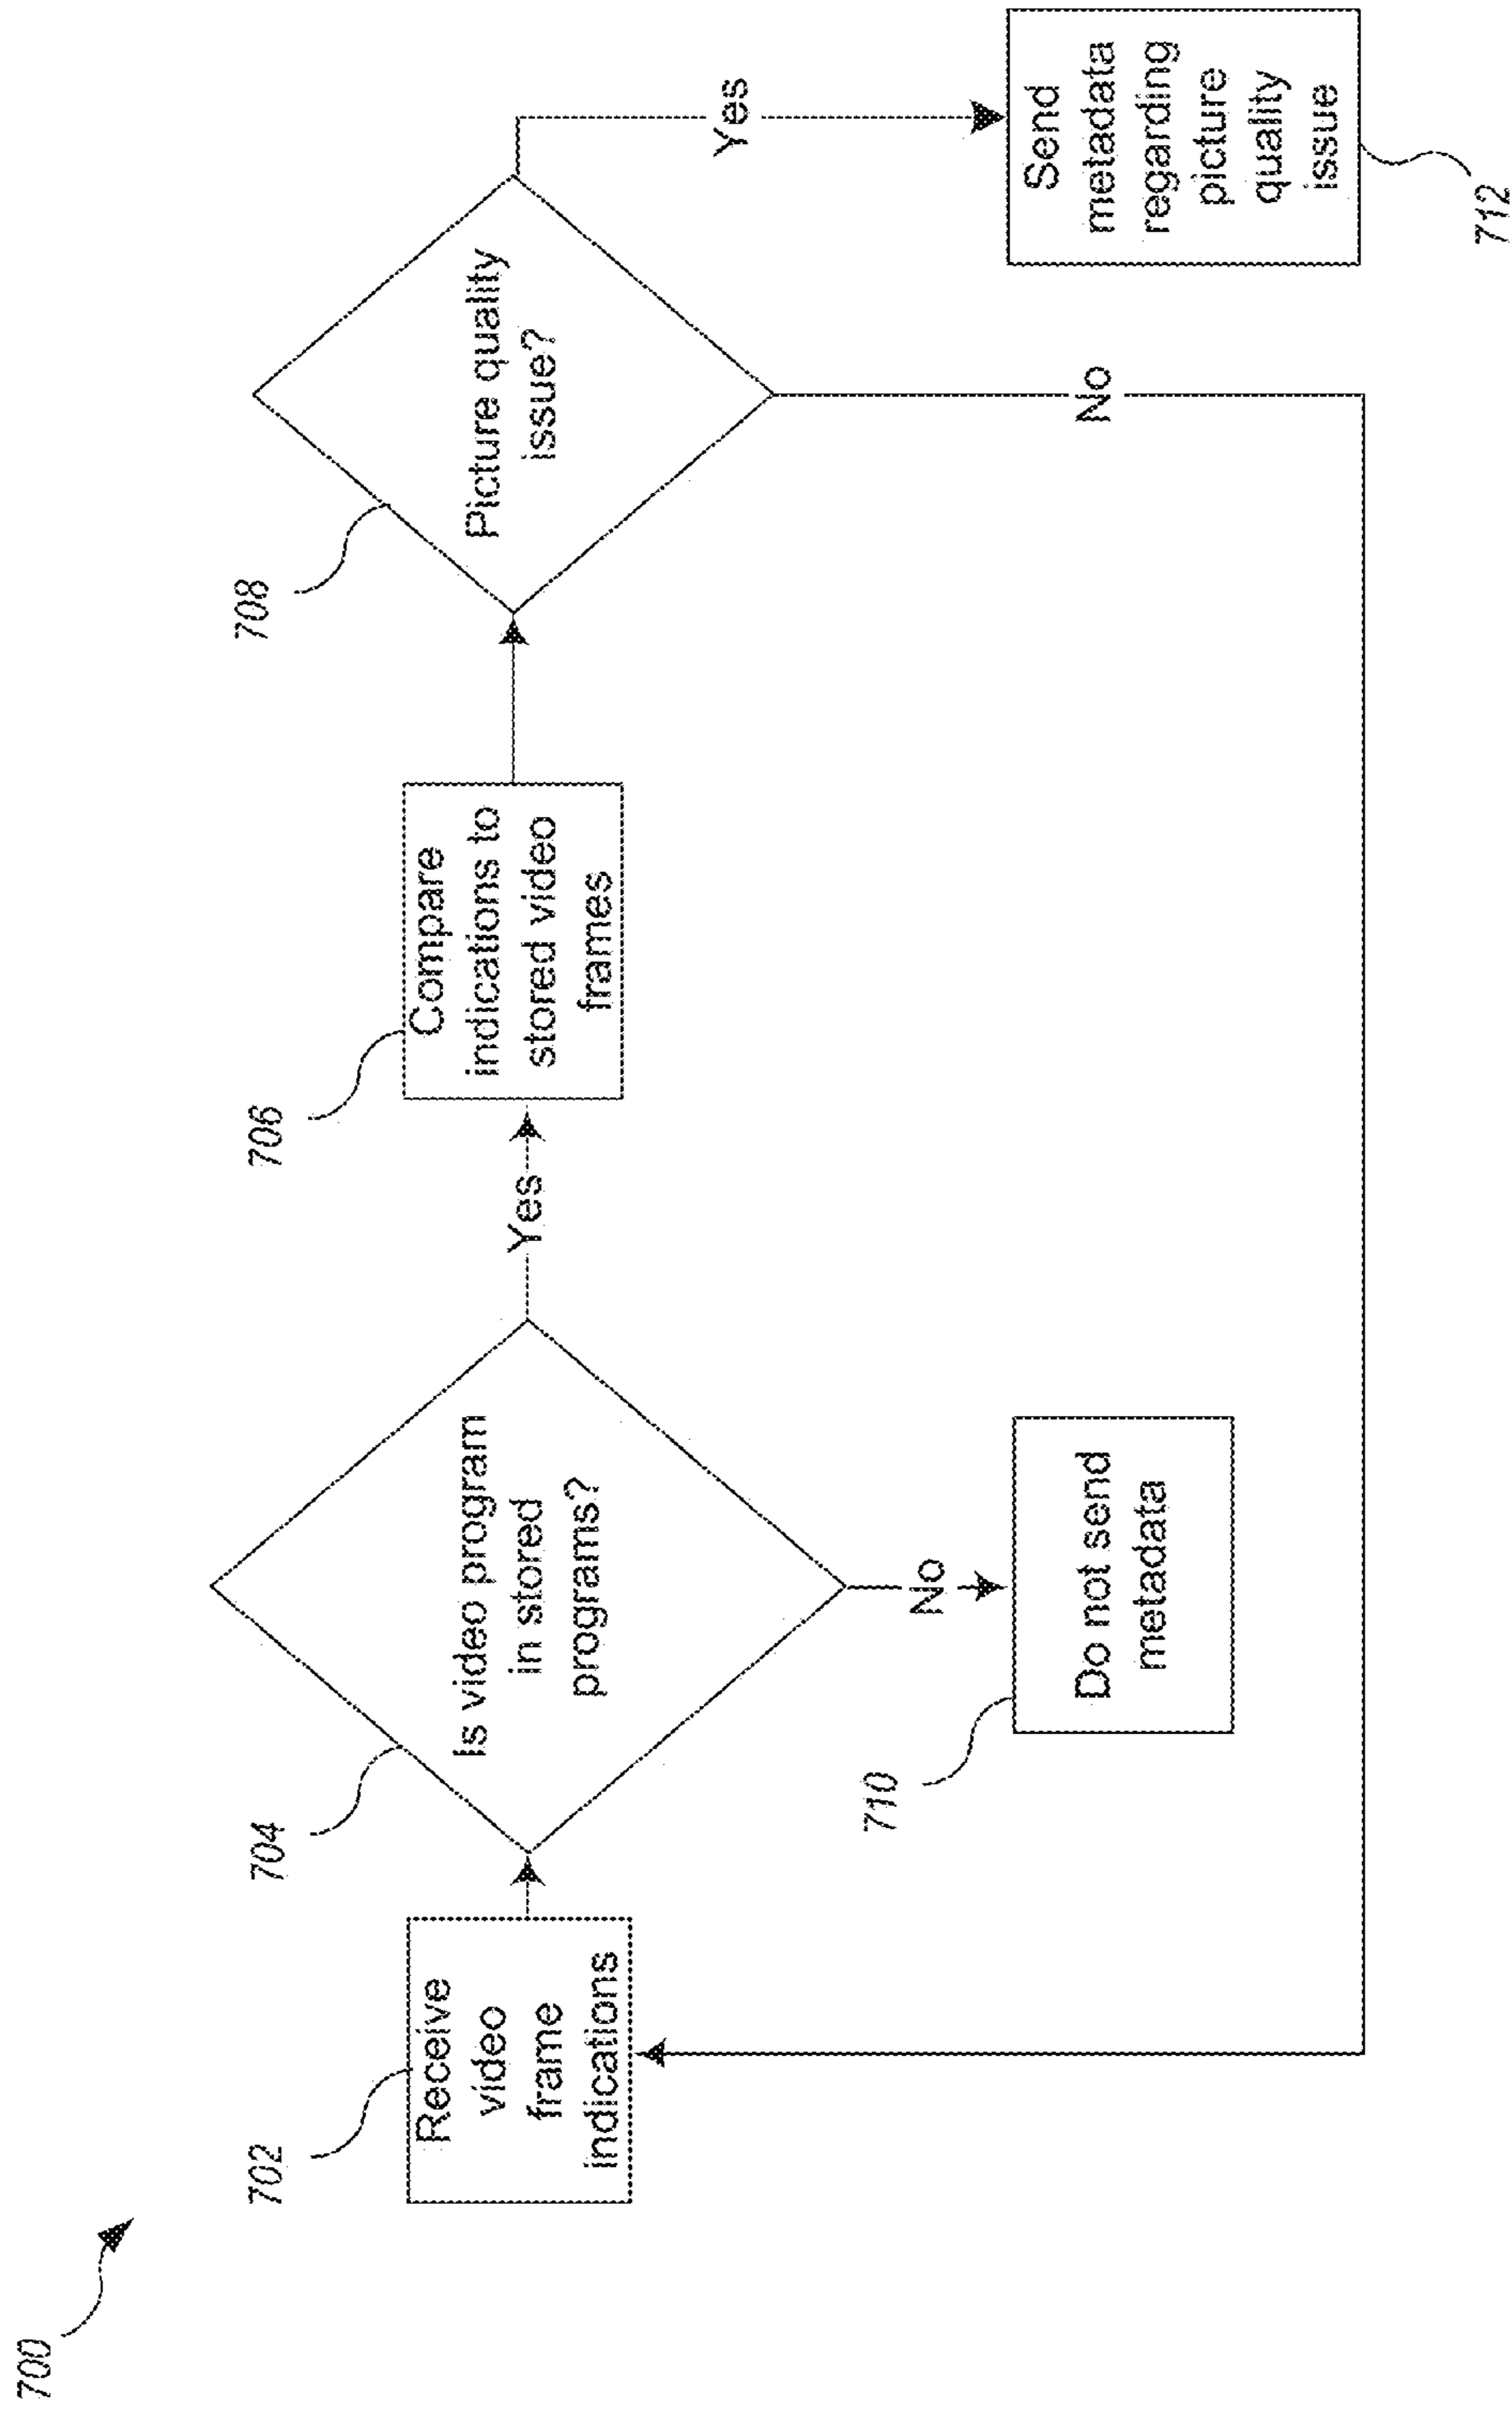 700
702
Receive
video
frame
indications
704
Is video program
in stored
programs?
Yes
No
710
Do not send
metadata
706
Compare
indications to
stored video
frames
708
Picture quality
issue?
Yes
No
Send
metadata
regarding
picture
quality
issue
712